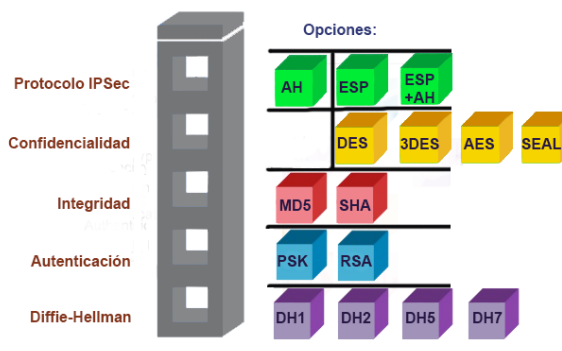 Opciones:
Protocolo IPSec
AH
ESP
ESP
+AH
Confidencialidad
DES
3DES
AES
SEAL
Integridad
MD5
SHA
Autenticación
PSK
RSA
Diffie-Hellman
DH1
DH2
DH5
DH7